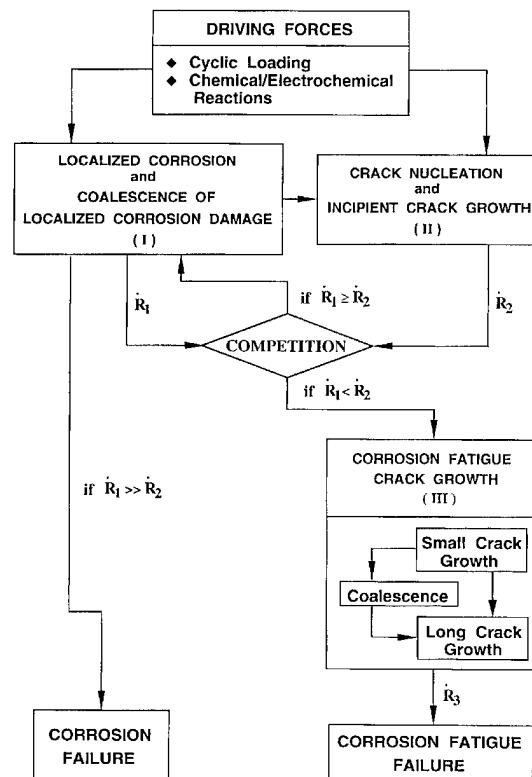 DRIVING FORCES
◆ Cyclic Loading
◆ Chemical/Electrochemical
Reactions
LOCALIZED CORROSION
and
COALESCENCE OF
LOCALIZED CORROSION DAMAGE
( I )
CRACK NUCLEATION
and
INCIPIENT CRACK GROWTH
( II )
Ṙ₁
if Ṙ₁ ≥ Ṙ₂
Ṙ₂
COMPETITION
if Ṙ₁ < Ṙ₂
if Ṙ₁ >> Ṙ₂
CORROSION FATIGUE
CRACK GROWTH
( III )
Small Crack
Growth
Coalescence
Long Crack
Growth
Ṙ₃
CORROSION
FAILURE
CORROSION FATIGUE
FAILURE